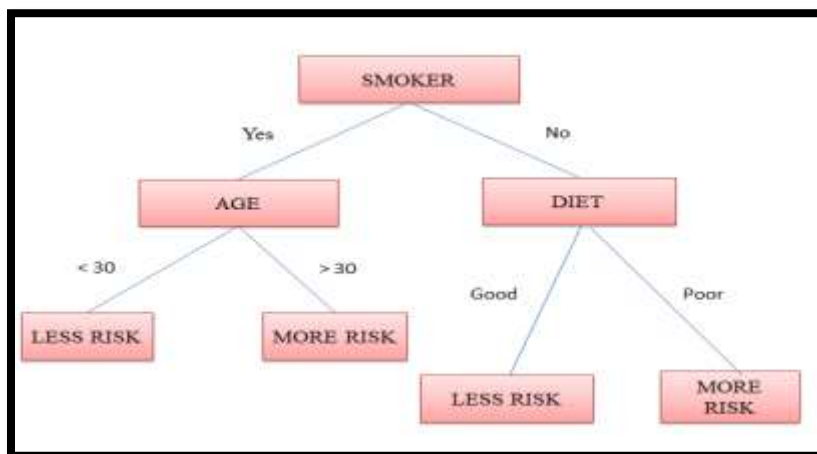 SMOKER
Yes
No
AGE
DIET
< 30
> 30
Good
Poor
LESS RISK
MORE RISK
LESS RISK
MORE
RISK